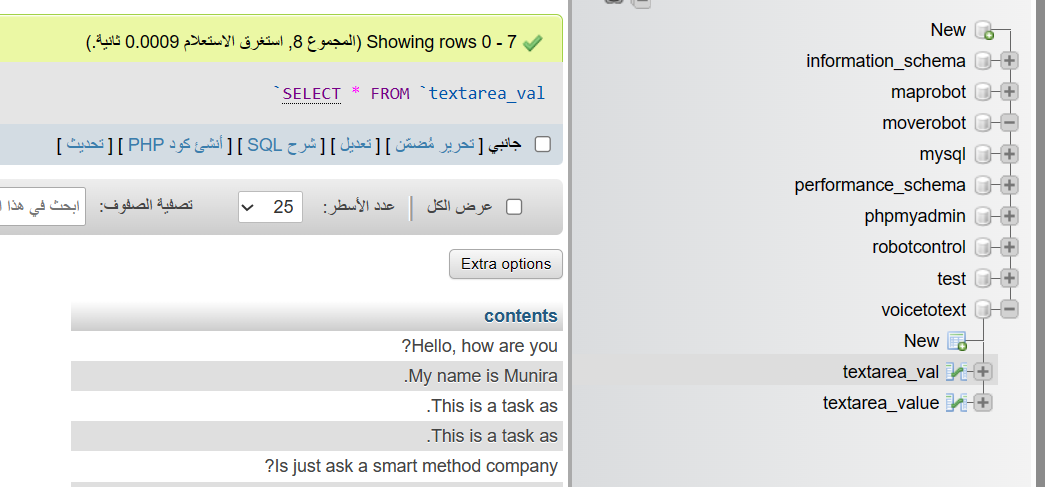 Showing rows 0 - 7 (المجموع 8, استغرق الاستعلام 0.0009 ثانية.)
SELECT * FROM `textarea_val`
جانبي [ تحرير مُضمّن ] [ تعديل ] [ شرح SQL ] [ أنشئ كود PHP ] [ تحديث ]
عرض الكل | عدد الأسطر: 25 تصفية الصفوف: ابحث في هذا
Extra options
contents
Hello, how are you?
My name is Munira.
This is a task as.
This is a task as.
Is just ask a smart method company?
New
information_schema
maprobot
moverobot
mysql
performance_schema
phpmyadmin
robotcontrol
test
voicetotext
New
textarea_val
textarea_value